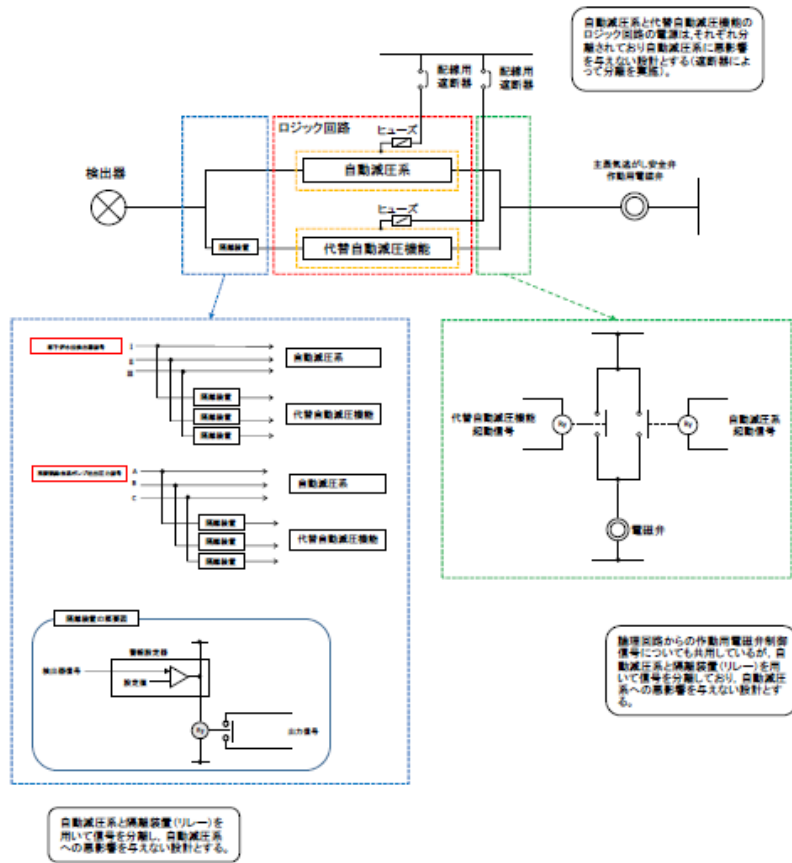 自動減圧系と代替自動減圧機能の
ロジック回路の電源は、それぞれ分
離されており自動減圧系に悪影響
を与えない設計とする(遮断器によ
って分離を実施)。
配線用
遮断器
配線用
遮断器
ロジック回路
ヒューズ
自動減圧系
検出器
主蒸気逃がし安全弁
作動用電磁弁
ヒューズ
隔離装置
代替自動減圧機能
I
II
III
自動減圧系
隔離装置
隔離装置
隔離装置
代替自動減圧機能
A
B
C
自動減圧系
隔離装置
隔離装置
隔離装置
代替自動減圧機能
代替自動減圧機能
起動信号
Ry
Ry
自動減圧系
起動信号
電磁弁
隔離装置の概要図
警報設定器
検出器信号
設定値
Ry
出力信号
論理回路からの作動用電磁弁制御
信号についても共用しているが、自
動減圧系と隔離装置(リレー)を用
いて信号を分離しており、自動減圧
系への悪影響を与えない設計とす
る。
自動減圧系と隔離装置(リレー)を
用いて信号を分離し、自動減圧系
への悪影響を与えない設計とする。